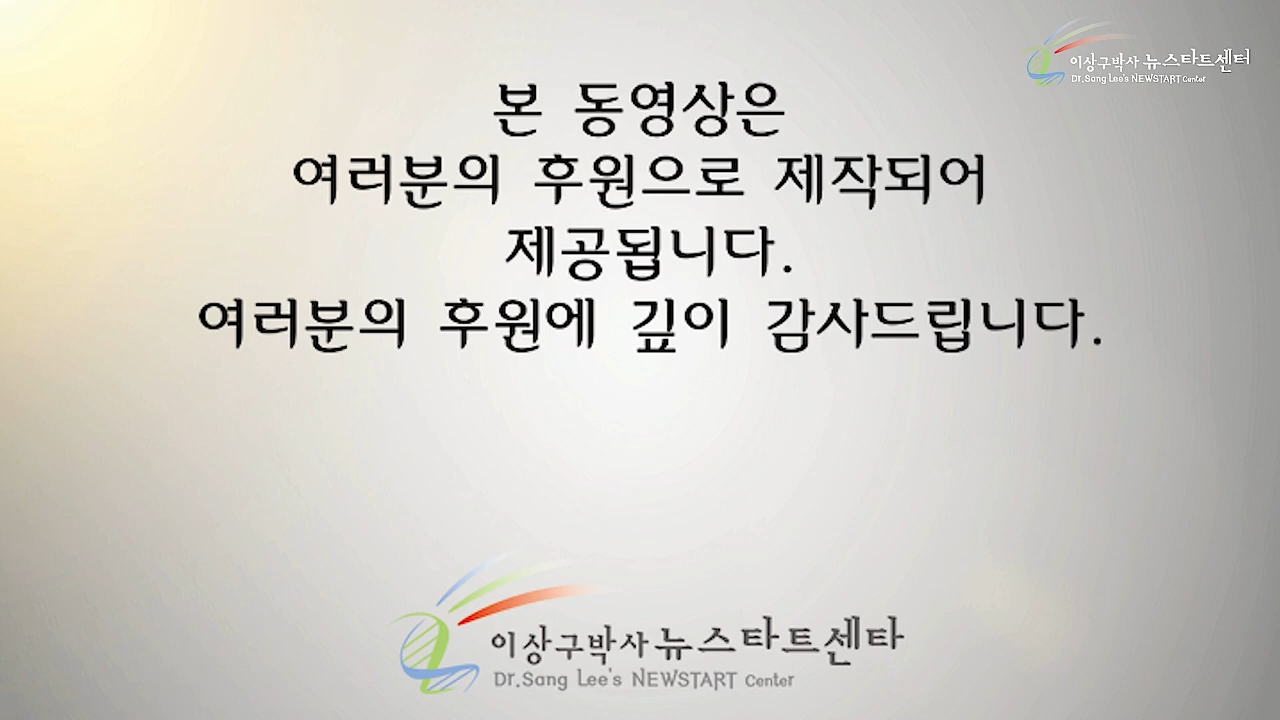 이상구박사 뉴스타트센터
Dr.Sang Lee's NEWSTART Center
본 동영상은
여러분의 후원으로 제작되어
제공됩니다.
여러분의 후원에 깊이 감사드립니다.
이상구박사 뉴스타트센타
Dr.Sang Lee's NEWSTART Center